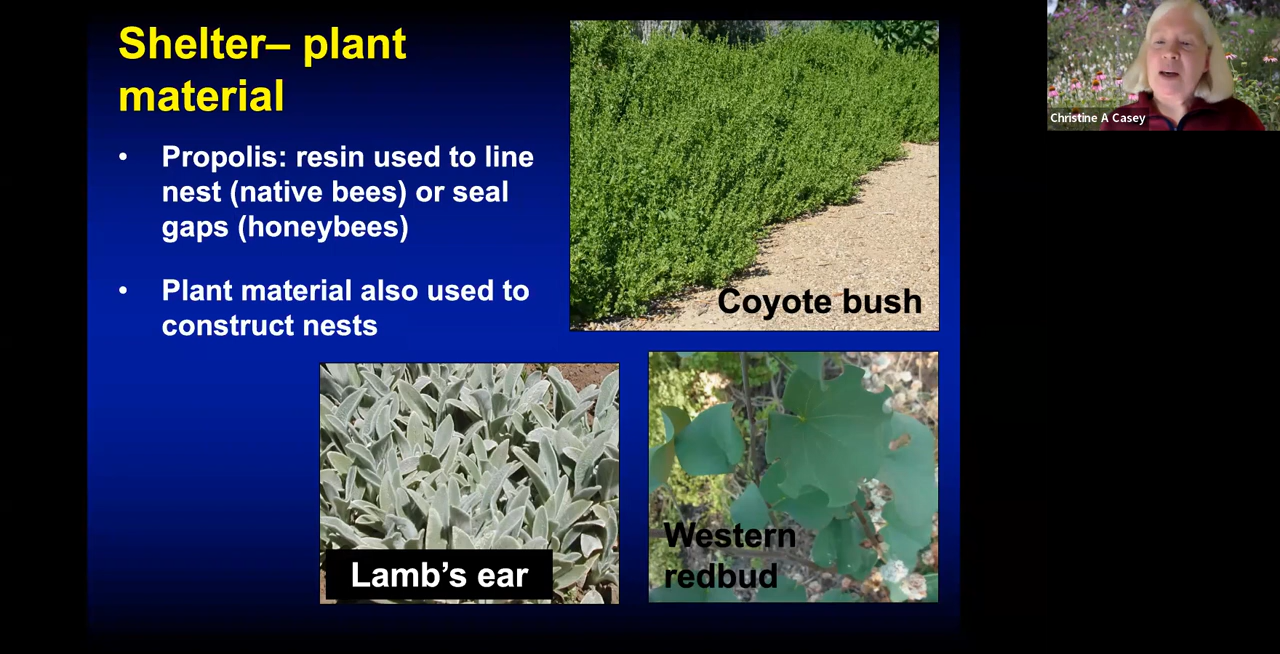 Shelter– plant
material
• Propolis: resin used to line
nest (native bees) or seal
gaps (honeybees)
• Plant material also used to
construct nests
Coyote bush
Lamb’s ear
Western
redbud
Christine A Casey